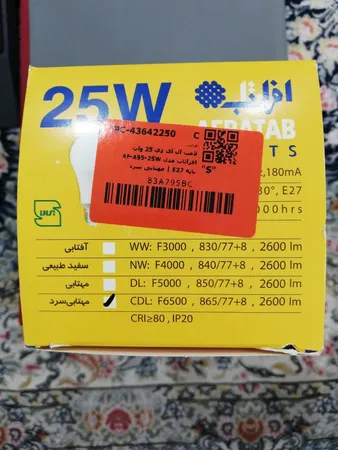 25W
افراتاب
AFRATAB
PC-43642250 C
لامپ ال ای دی 25 وات
افراتاب مدل AF-A95-25W
پایه E27 | مهتابی سرد
"S"
83A795BC
,180mA
E27
آفتابی WW: F3000 , 830/77+8 , 2600 lm
سفید طبیعی NW: F4000 , 840/77+8 , 2600 lm
مهتابی DL: F5000 , 850/77+8 , 2600 lm
مهتابی سرد CDL: F6500 , 865/77+8 , 2600 lm
CRI≥80 , IP20